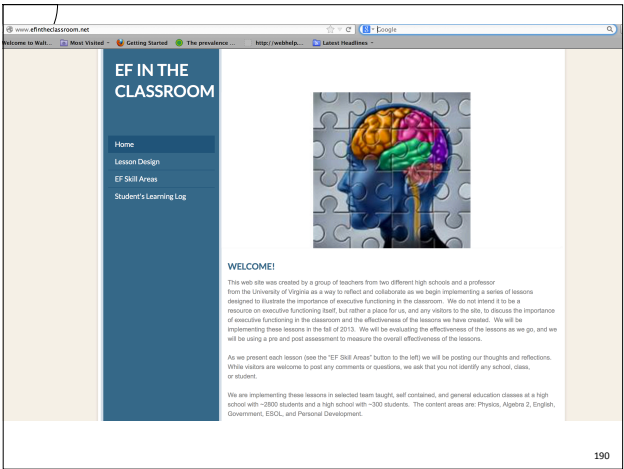 www.efintheclassroom.net
Google
Welcome to Walt... Most Visited Getting Started The prevalence ... http://webhelp... Latest Headlines
EF IN THE
CLASSROOM
Home
Lesson Design
EF Skill Areas
Student's Learning Log
WELCOME!
This web site was created by a group of teachers from two different high schools and a professor
from the University of Virginia as a way to reflect and collaborate as we begin implementing a series of lessons
designed to illustrate the importance of executive functioning in the classroom. We do not intend it to be a
resource on executive functioning itself, but rather a place for us, and any visitors to the site, to discuss the importance
of executive functioning in the classroom and the effectiveness of the lessons we have created. We will be
implementing these lessons in the fall of 2013. We will be evaluating the effectiveness of the lessons as we go, and we
will be using a pre and post assessment to measure the overall effectiveness of the lessons.
As we present each lesson (see the "EF Skill Areas" button to the left) we will be posting our thoughts and reflections.
While visitors are welcome to post any comments or questions, we ask that you not identify any school, class,
or student.
We are implementing these lessons in selected team taught, self contained, and general education classes at a high
school with ~2800 students and a high school with ~300 students. The content areas are: Physics, Algebra 2, English,
Government, ESOL, and Personal Development.
190